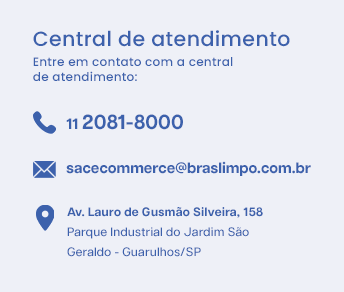 Central de atendimento
Entre em contato com a central
de atendimento:
11 2081-8000
sacecommerce@braslimpo.com.br
Av. Lauro de Gusmão Silveira, 158
Parque Industrial do Jardim São
Geraldo - Guarulhos/SP